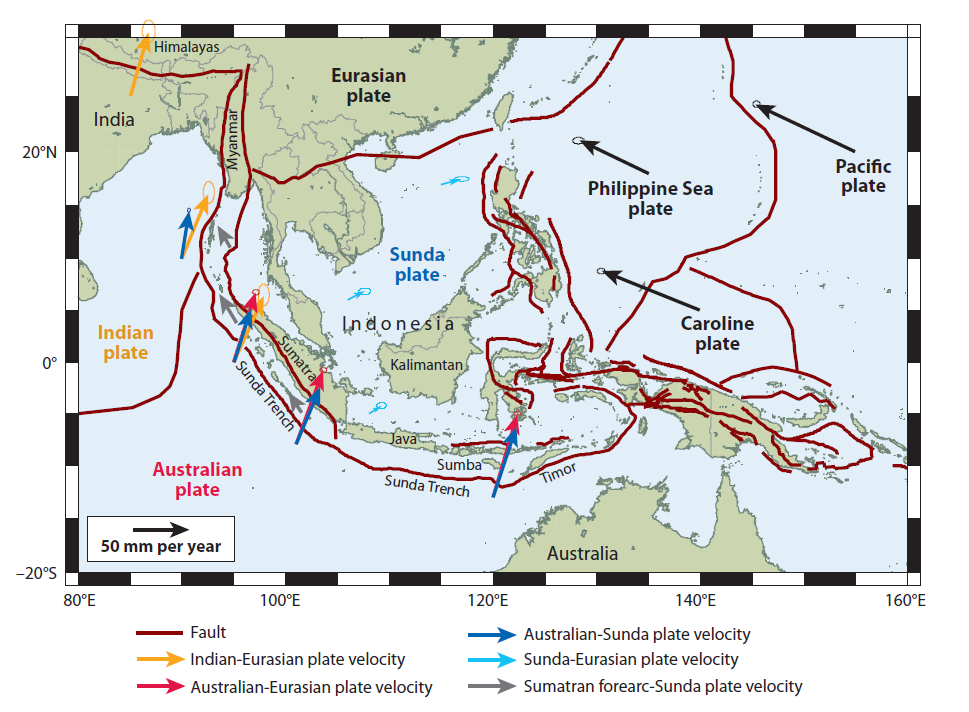 Himalayas
Eurasian
plate
India
Myanmar
20°N
Pacific
plate
Philippine Sea
plate
Sunda
plate
Indian
plate
Indonesia
Caroline
plate
0°
Kalimantan
Sumatra
Sunda Trench
Java
Australian
plate
Sumba
Timor
Sunda Trench
50 mm per year
Australia
–20°S
80°E
100°E
120°E
140°E
160°E
Fault
Australian-Sunda plate velocity
Indian-Eurasian plate velocity
Sunda-Eurasian plate velocity
Australian-Eurasian plate velocity
Sumatran forearc-Sunda plate velocity